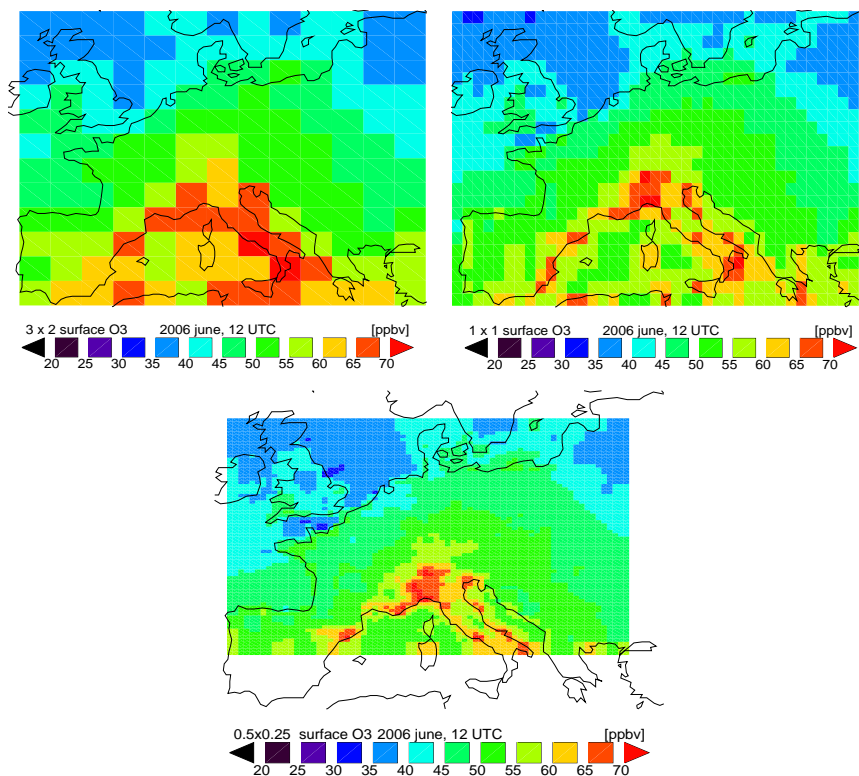 3 x 2 surface O3 2006 june, 12 UTC [ppbv]
20 25 30 35 40 45 50 55 60 65 70
1 x 1 surface O3 2006 june, 12 UTC [ppbv]
20 25 30 35 40 45 50 55 60 65 70
0.5x0.25 surface O3 2006 june, 12 UTC [ppbv]
20 25 30 35 40 45 50 55 60 65 70